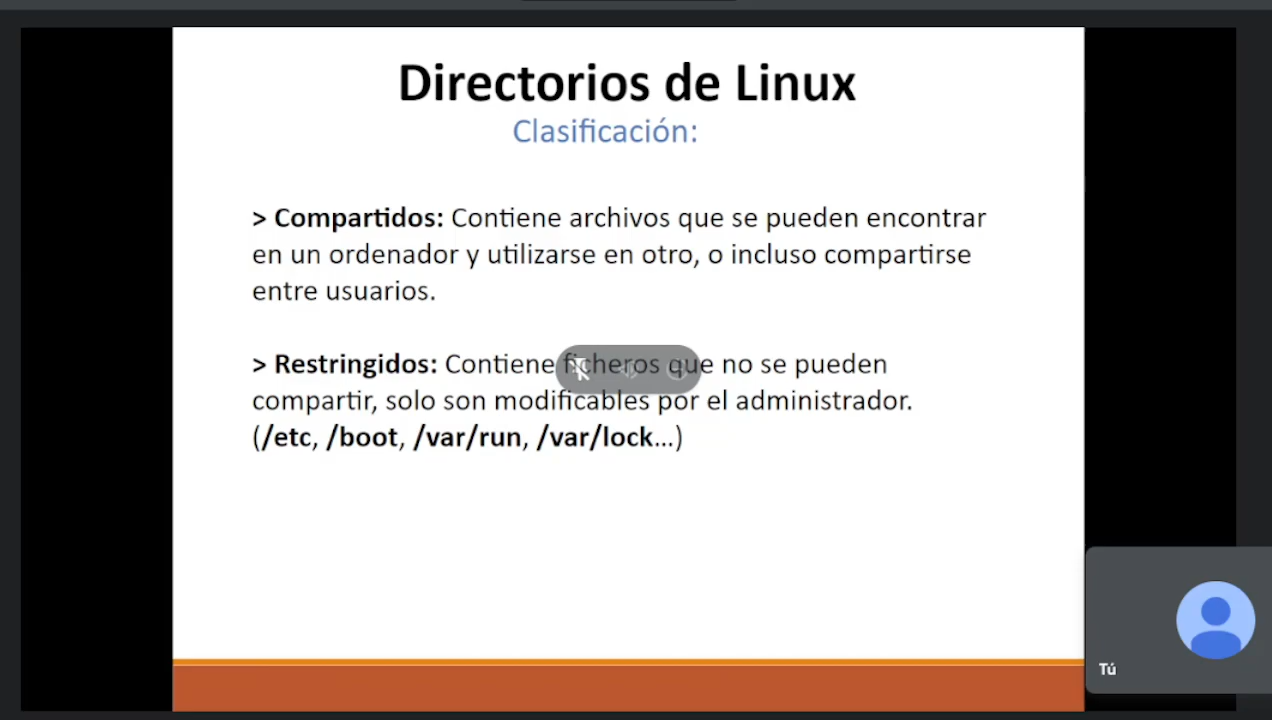 Directorios de Linux
Clasificación:
> Compartidos: Contiene archivos que se pueden encontrar
en un ordenador y utilizarse en otro, o incluso compartirse
entre usuarios.
> Restringidos: Contiene ficheros que no se pueden
compartir, solo son modificables por el administrador.
(/etc, /boot, /var/run, /var/lock...)
Tú